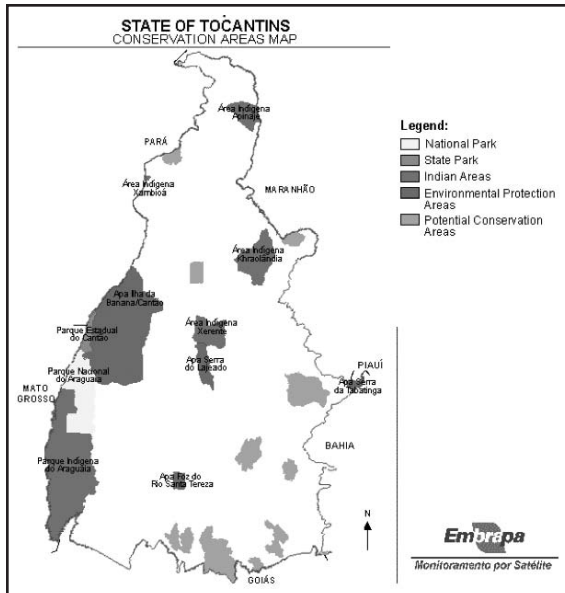 STATE OF TOCANTINS
CONSERVATION AREAS MAP
Área Indígena
Apinajé
PARÁ
Área Indígena
Xambioá
MARANHÃO
Área Indígena
Khraolândia
Apa Ilha da
Banana/Cantão
Parque Estadual
do Cantão
Área Indígena
Xerente
Apa Serra
do Lajeado
Parque Nacional
do Araguaia
MATO
GROSSO
PIAUÍ
Apa Serra
da Tabatinga
BAHIA
Parque Indígena
do Araguaia
Apa Foz do
Rio Santa Tereza
GOIÁS
N
Legend:
National Park
State Park
Indian Areas
Environmental Protection
Areas
Potential Conservation
Areas
Embrapa
Monitoramento por Satélite